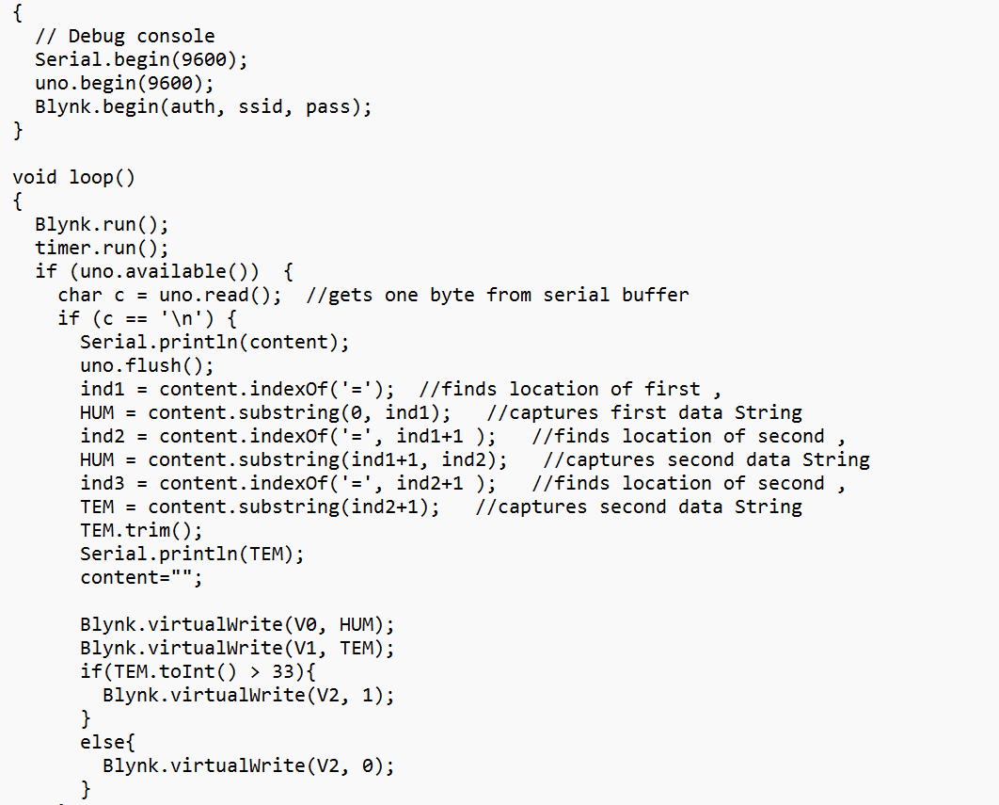 {
  // Debug console
  Serial.begin(9600);
  uno.begin(9600);
  Blynk.begin(auth, ssid, pass);
}

void loop()
{
  Blynk.run();
  timer.run();
  if (uno.available())  {
    char c = uno.read();  //gets one byte from serial buffer
    if (c == '\n') {
      Serial.println(content);
      uno.flush();
      ind1 = content.indexOf('=');  //finds location of first ,
      HUM = content.substring(0, ind1);   //captures first data String
      ind2 = content.indexOf('=', ind1+1 );   //finds location of second ,
      HUM = content.substring(ind1+1, ind2);   //captures second data String
      ind3 = content.indexOf('=', ind2+1 );   //finds location of second ,
      TEM = content.substring(ind2+1);   //captures second data String
      TEM.trim();
      Serial.println(TEM);
      content="";

      Blynk.virtualWrite(V0, HUM);
      Blynk.virtualWrite(V1, TEM);
      if(TEM.toInt() > 33){
        Blynk.virtualWrite(V2, 1);
      }
      else{
        Blynk.virtualWrite(V2, 0);
      }